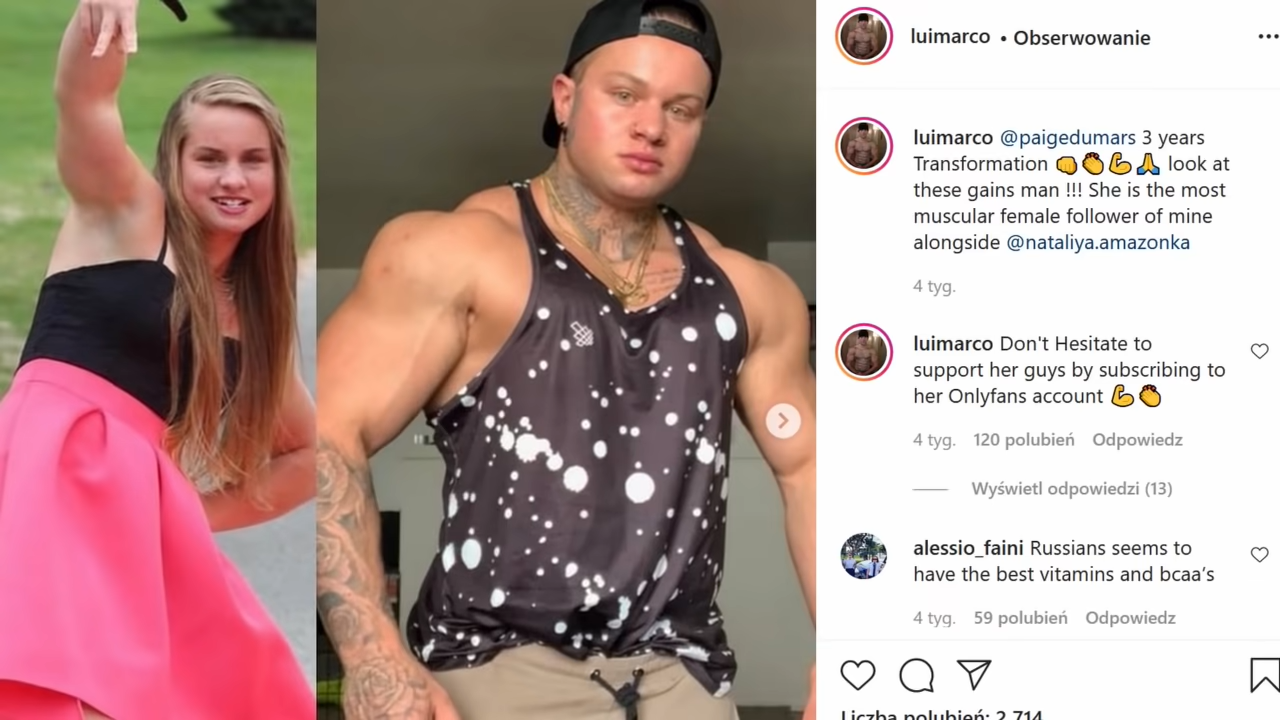 luimarco • Obserwowanie
luimarco @paigedumars 3 years
Transformation 👊👏💪🙏 look at
these gains man !!! She is the most
muscular female follower of mine
alongside @nataliya.amazonka
4 tyg.
luimarco Don't Hesitate to
support her guys by subscribing to
her Onlyfans account 💪👏
4 tyg. 120 polubień Odpowiedz
Wyświetl odpowiedzi (13)
alessio_faini Russians seems to
have the best vitamins and bcaa’s
4 tyg. 59 polubień Odpowiedz
Liczba polubień: 2 714